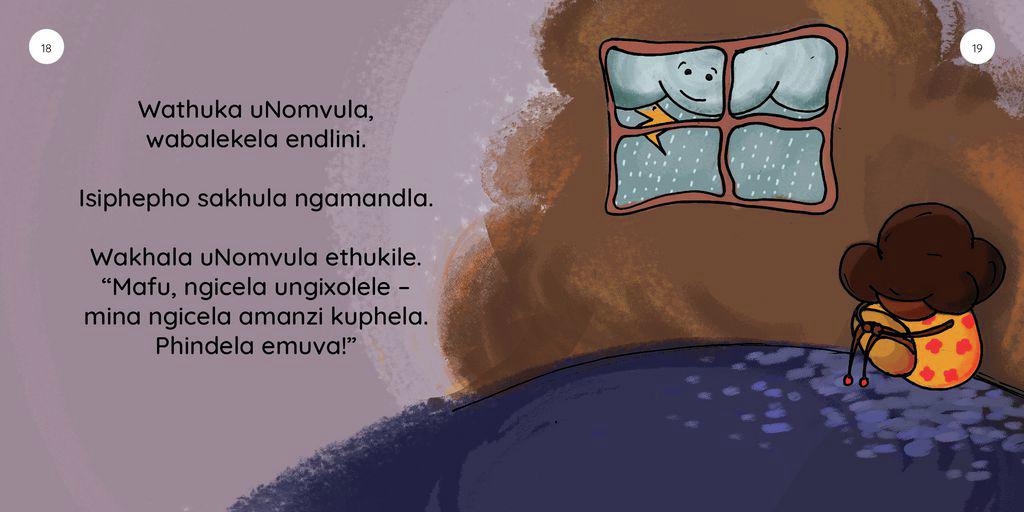 18
19
Wathuka uNomvula,
wabalekela endlini.
Isiphepho sakhula ngamandla.
Wakhala uNomvula ethukile.
“Mafu, ngicela ungixolele –
mina ngicela amanzi kuphela.
Phindela emuva!”